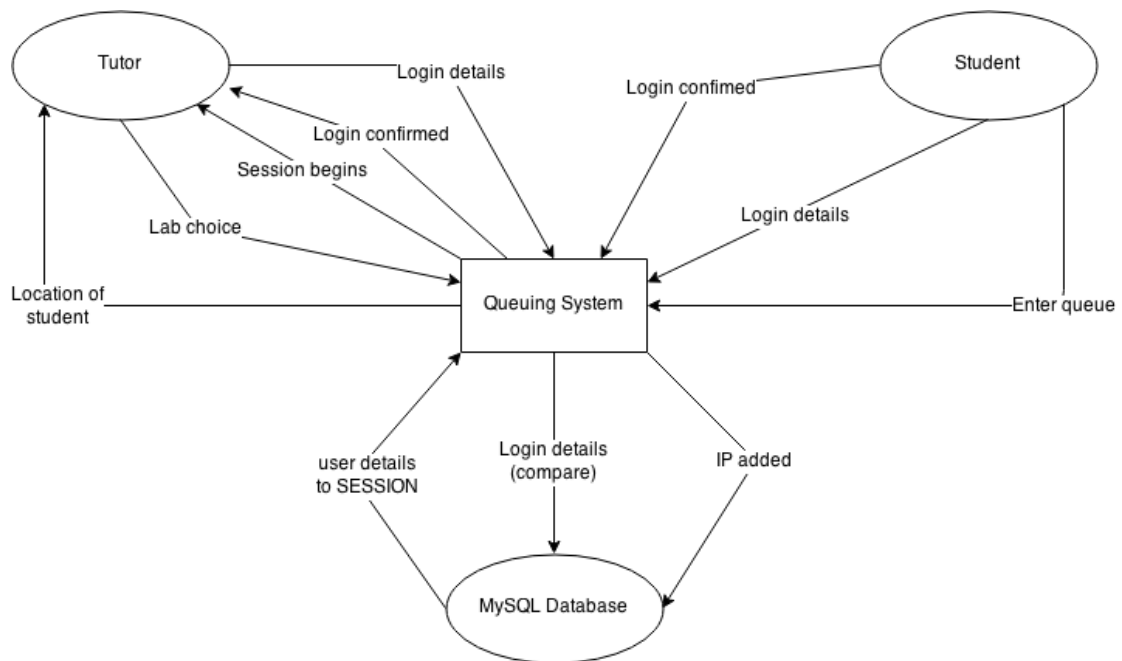 Tutor
Student
Login details
Login confimed
Login confirmed
Session begins
Lab choice
Login details
Location of
student
Queuing System
Enter queue
user details
to SESSION
Login details
(compare)
IP added
MySQL Database